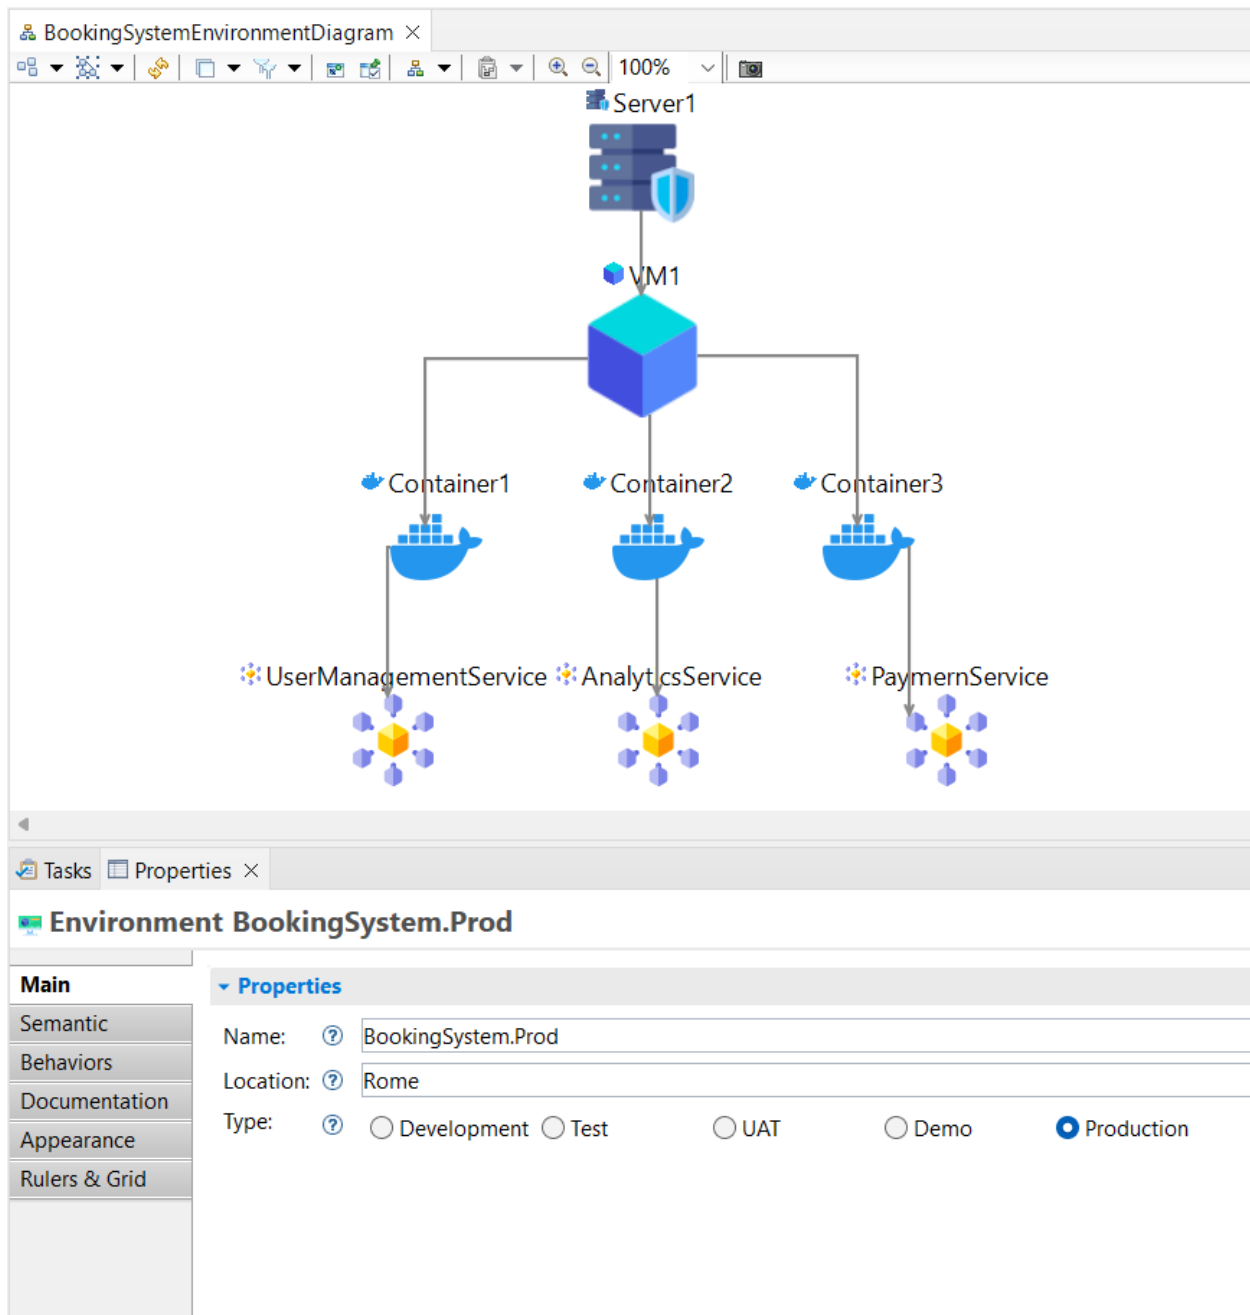 BookingSystemEnvironmentDiagram
100%
Server1
VM1
Container1 Container2 Container3
UserManagementService AnalyticsService PaymernService
Tasks Properties
Environment BookingSystem.Prod
Main
Semantic
Behaviors
Documentation
Appearance
Rulers & Grid
Properties
Name: BookingSystem.Prod
Location: Rome
Type: Development Test UAT Demo Production